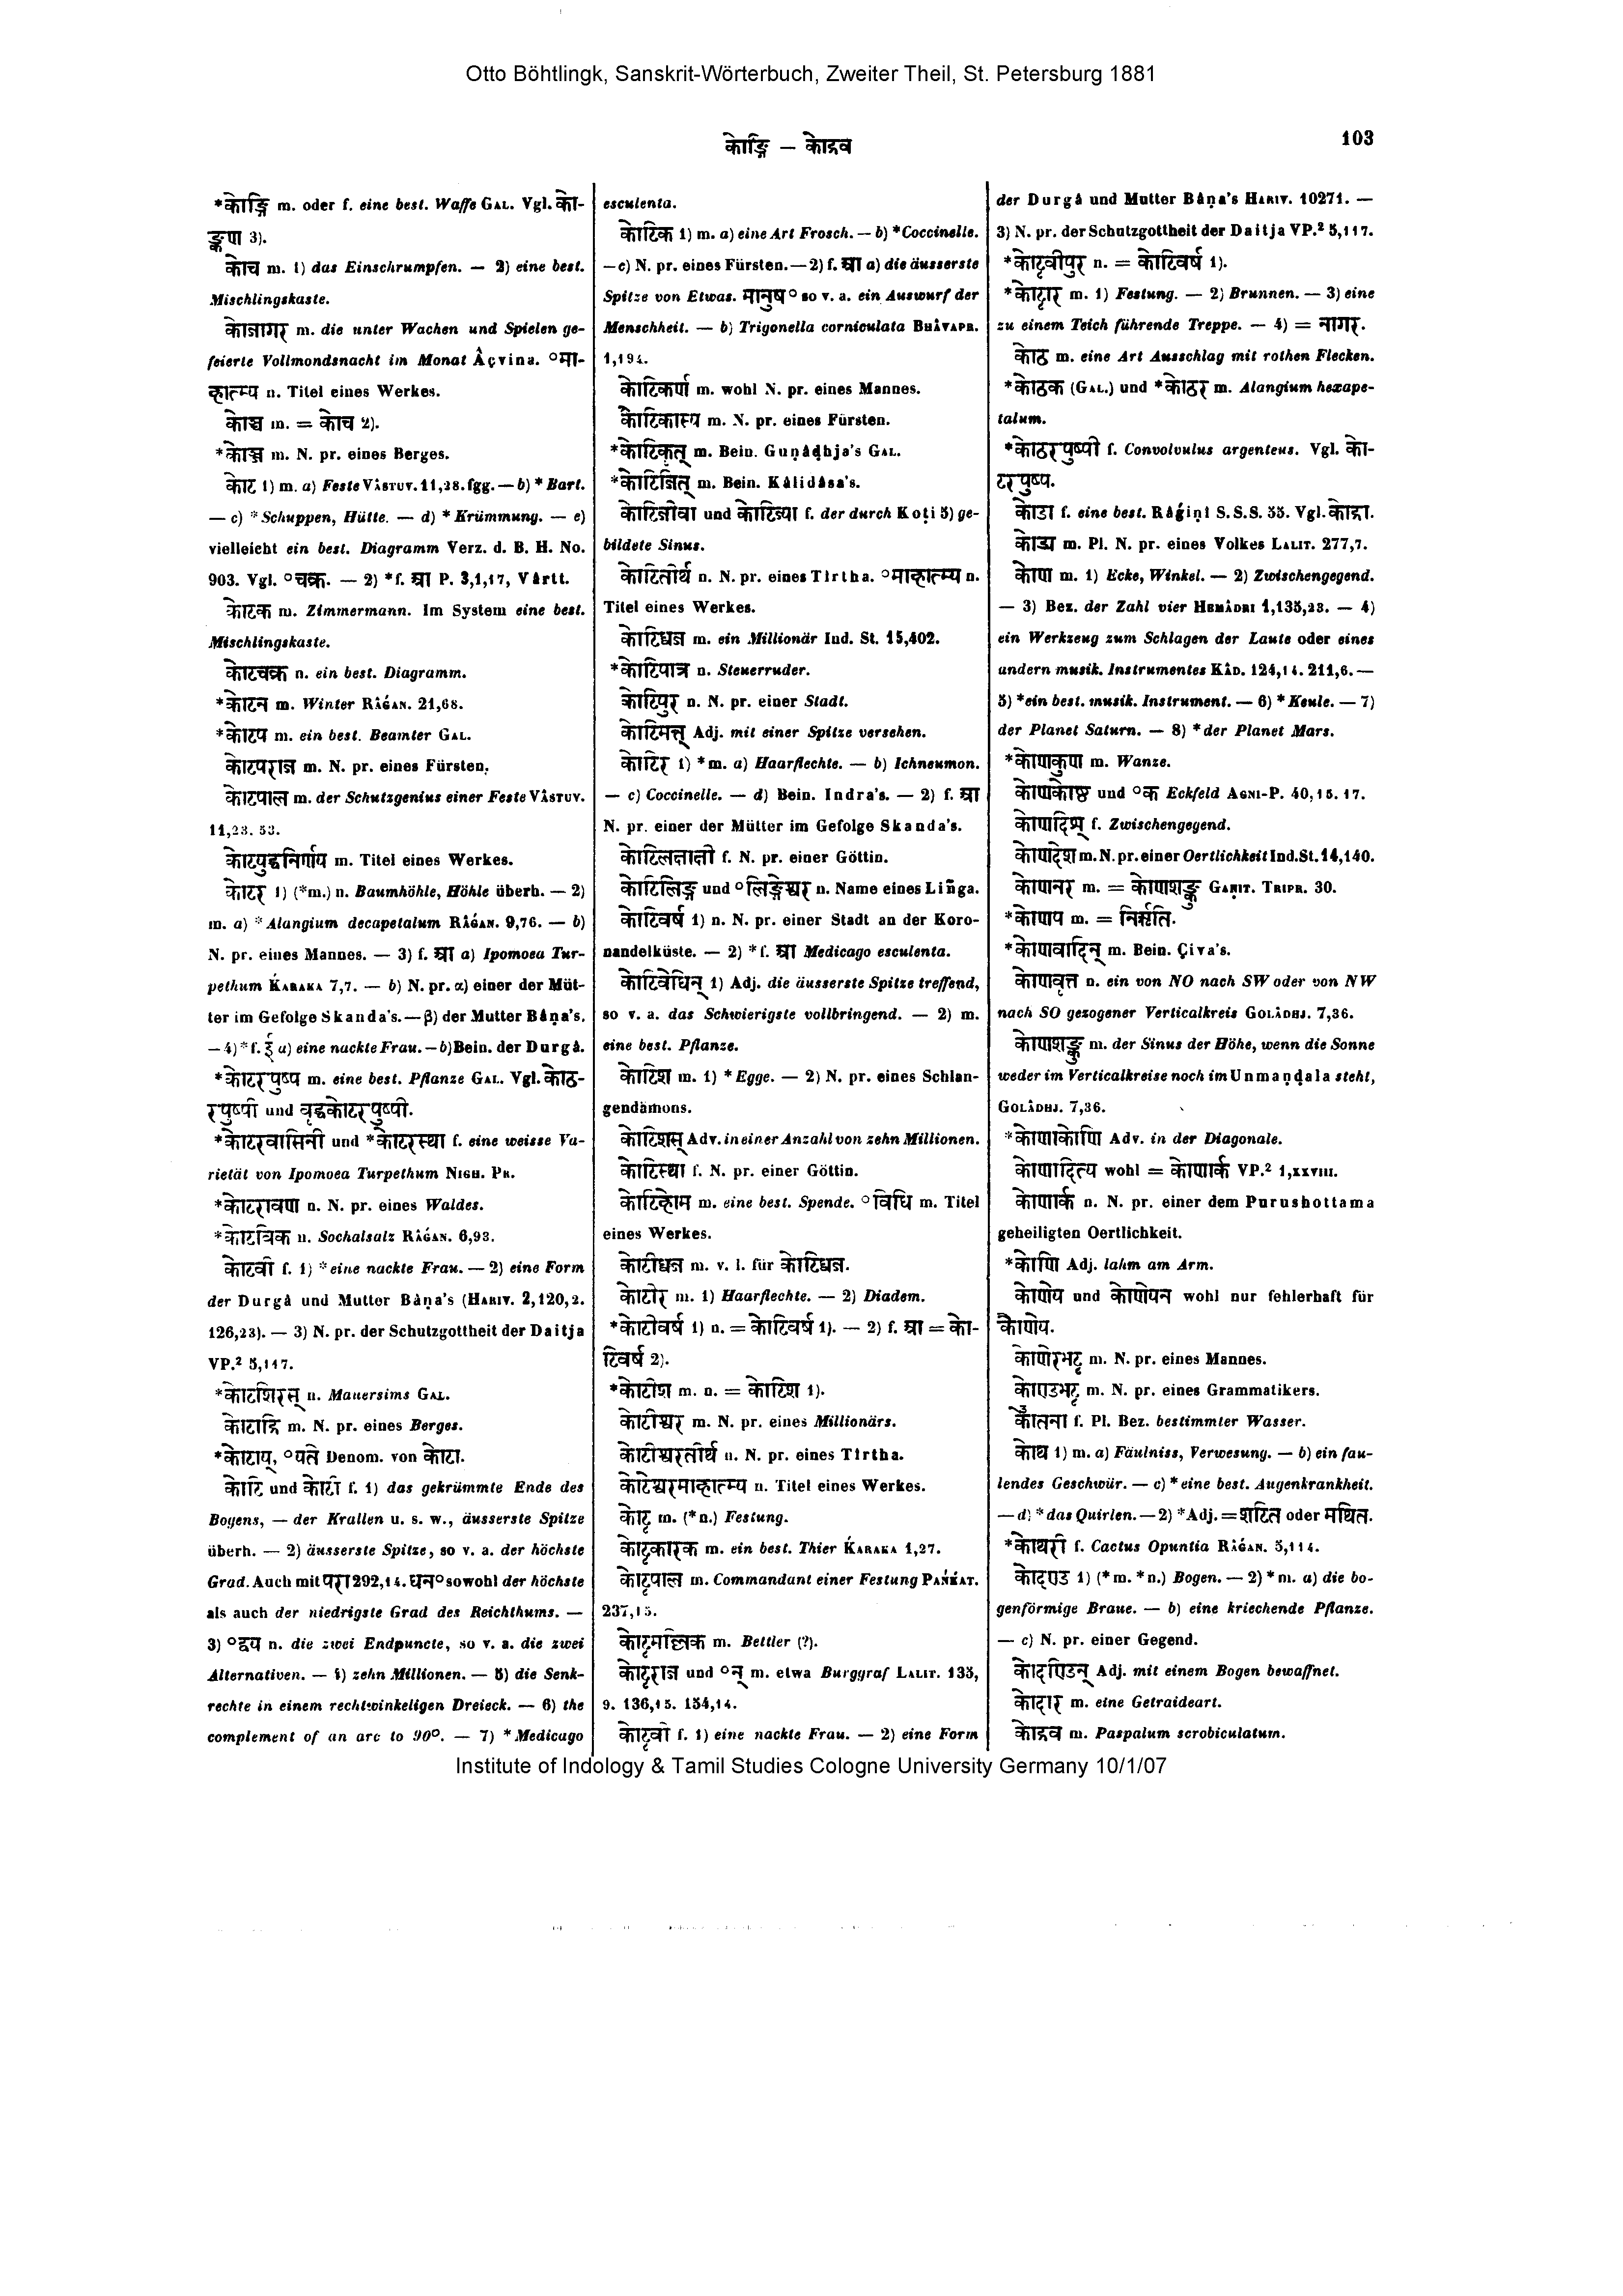 Otto Böhtlingk, Sanskrit-Wörterbuch, Zweiter Theil, St. Petersburg 1881
कोङ्गि — कोद्रव
103
*कोङ्गि m. oder f. eine best. Waffe GAL. Vgl. को-
ङ्कण 3).
कोच m. 1) das Einschrumpfen. — 2) eine best.
Mischlingskaste.
कोजागर m. die unter Wachen und Spielen ge-
feierte Vollmondsnacht im Monat Âçvina. °मा-
हात्म्य n. Titel eines Werkes.
कोञ्च m. = कोच 2).
*कोञ्ज m. N. pr. eines Berges.
कोट 1) m. a) Feste VÂSTUV. 11,28. fgg. — b) * Bart.
— c) * Schuppen, Hütte. — d) * Krümmung. — e)
vielleicht ein best. Diagramm Verz. d. B. H. No.
903. Vgl. °चक्र. — 2) *f. आ P. 3,1,17, Vârtt.
कोटक m. Zimmermann. Im System eine best.
Mischlingskaste.
कोटचक्र n. ein best. Diagramm.
*कोटन m. Winter RÂǴAN. 21,68.
*कोटप m. ein best. Beamter GAL.
कोटपराज m. N. pr. eines Fürsten.
कोटपाल m. der Schutzgenius einer Feste VÂSTUV.
11,23. 53.
कोटयुद्धनिर्णय m. Titel eines Werkes.
कोटर 1) (*m.) n. Baumhöhle, Höhle überh. — 2)
m. a) * Alangium decapetalum RÂǴAN. 9,76. — b)
N. pr. eines Mannes. — 3) f. आ a) Ipomoea Tur-
pethum ḰARAKA 7,7. — b) N. pr. α) einer der Müt-
ter im Gefolge Skanda's. — β) der Mutter Bâṇa's.
— 4) * f. ई a) eine nackte Frau. — b) Bein. der Durgâ.
*कोटरपुष्प m. eine best. Pflanze GAL. Vgl. कोठ-
रपुष्पी und वृद्धकोटरपुष्पी.
*कोटरवासिनी und *कोटरस्था f. eine weisse Va-
rietät von Ipomoea Turpethum NIGH. PR.
*कोटरावण n. N. pr. eines Waldes.
*कोटविक n. Sochalsalz RÂǴAN. 6,93.
कोटवी f. 1) * eine nackte Frau. — 2) eine Form
der Durgâ und Mutter Bâṇa's (HARIV. 2,120,2.
126,23). — 3) N. pr. der Schutzgottheit der Daitja
VP.² 5,117.
*कोटशिरस् n. Mauersims GAL.
कोटाद्रि m. N. pr. eines Berges.
*कोटाय्, °यते Denom. von कोटा.
कोटि und कोटी f. 1) das gekrümmte Ende des
Bogens, — der Krallen u. s. w., äusserste Spitze
überh. — 2) äusserste Spitze, so v. a. der höchste
Grad. Auch mit परा 292,14. धन° sowohl der höchste
als auch der niedrigste Grad des Reichthums. —
3) °द्वय n. die zwei Endpuncte, so v. a. die zwei
Alternativen. — 4) zehn Millionen. — 5) die Senk-
rechte in einem rechtwinkeligen Dreieck. — 6) the
complement of an arc to 90°. — 7) * Medicago
esculenta.
कोटिक 1) m. a) eine Art Frosch. — b) * Coccinelle.
— c) N. pr. eines Fürsten. — 2) f. आ a) die äusserste
Spitze von Etwas. मानुष° so v. a. ein Auswurf der
Menschheit. — b) Trigonella corniculata BHÂVAPR.
1,194.
कोटिकर्ण m. wohl N. pr. eines Mannes.
कोटिकास्य m. N. pr. eines Fürsten.
*कोटिकृत् m. Bein. Guṇâḍhja's GAL.
*कोटिजित् m. Bein. Kâlidâsa's.
कोटिजीवा und कोटिज्या f. der durch Koṭi 5) ge-
bildete Sinus.
कोटितीर्थ n. N. pr. eines Tîrtha. °माहात्म्य n.
Titel eines Werkes.
कोटिधज m. ein Millionär Ind. St. 15,402.
*कोटिपात्र n. Steuerruder.
कोटिपुर n. N. pr. einer Stadt.
कोटिमत्त् Adj. mit einer Spitze versehen.
कोटिर 1) *m. a) Haarflechte. — b) Ichneumon.
— c) Coccinelle. — d) Bein. Indra's. — 2) f. आ
N. pr. einer der Mütter im Gefolge Skanda's.
कोटिलताती f. N. pr. einer Göttin.
कोटिलिङ्ग und °लिङ्गेश्वर n. Name eines Liñga.
कोटिवर्ष 1) n. N. pr. einer Stadt an der Koro-
nandelküste. — 2) * f. आ Medicago esculenta.
कोटिवेधिन् 1) Adj. die äusserste Spitze treffend,
so v. a. das Schwierigste vollbringend. — 2) m.
eine best. Pflanze.
कोटिश m. 1) * Egge. — 2) N. pr. eines Schlan-
gendämons.
कोटिशस् Adv. in einer Anzahl von zehn Millionen.
कोटिस्था f. N. pr. einer Göttin.
कोटिहोम m. eine best. Spende. °विधि m. Titel
eines Werkes.
कोटीधज m. v. l. für कोटिधज.
कोटीर m. 1) Haarflechte. — 2) Diadem.
*कोटीवर्ष 1) n. = कोटिवर्ष 1). — 2) f. आ = को-
टिवर्ष 2).
*कोटीश m. n. = कोटिश 1).
कोटीश्वर m. N. pr. eines Millionärs.
कोटीश्वरतीर्थ n. N. pr. eines Tîrtha.
कोटेश्वरमाहात्म्य n. Titel eines Werkes.
कोट्ट m. (*n.) Festung.
कोट्टकारक m. ein best. Thier ḰARAKA 1,27.
कोट्टपाल m. Commandant einer Festung PAŃḰAT.
237,15.
कोट्टमल्लिक m. Bettler (?).
कोट्टराज und °न् m. etwa Burggraf LALIT. 135,
9. 136,15. 154,14.
कोट्टवी f. 1) eine nackte Frau. — 2) eine Form
der Durgâ und Mutter Bâṇa's HARIV. 10271. —
3) N. pr. der Schutzgottheit der Daitja VP.² 5,117.
*कोट्टवीपुर n. = कोटिवर्ष 1).
*कोट्टार m. 1) Festung. — 2) Brunnen. — 3) eine
zu einem Teich führende Treppe. — 4) = नागर.
कोठ m. eine Art Ausschlag mit rothen Flecken.
*कोठक (GAL.) und *कोठर m. Alangium hexape-
talum.
*कोठरपुष्पी f. Convolvulus argenteus. Vgl. को-
टरपुष्प.
कोडा f. eine best. Râgiṇî S.S.S. 55. Vgl. कोह्रा.
कोड्य m. Pl. N. pr. eines Volkes LALIT. 277,7.
कोण m. 1) Ecke, Winkel. — 2) Zwischengegend.
— 3) Bez. der Zahl vier HEMÂDRI 1,135,23. — 4)
ein Werkzeug zum Schlagen der Laute oder eines
andern musik. Instrumentes KÂD. 124,14. 211,6. —
5) *ein best. musik. Instrument. — 6) * Keule. — 7)
der Planet Saturn. — 8) * der Planet Mars.
*कोणकुण m. Wanze.
कोणकोष्ठ und °क Eckfeld AGNI-P. 40,16. 17.
कोणदिश् f. Zwischengegend.
कोणदेश m. N. pr. einer Oertlichkeit Ind. St. 14,140.
कोणनर m. = कोणशङ्कु GAṆIT. TRIPR. 30.
*कोणप m. = निर्ऋति.
*कोणवादिन् m. Bein. Çiva's.
कोणवृत्त n. ein von NO nach SW oder von NW
nach SO gezogener Verticalkreis GOLÂDHJ. 7,36.
कोणशङ्कु m. der Sinus der Höhe, wenn die Sonne
weder im Verticalkreise noch im Unmaṇḍala steht,
GOLÂDHJ. 7,36.
*कोणाकोणि Adv. in der Diagonale.
कोणादित्य wohl = कोणार्क VP.² 1,XXVIII.
कोणार्क n. N. pr. einer dem Purushottama
geheiligten Oertlichkeit.
*कोणि Adj. lahm am Arm.
कोणेय und कोणेयन wohl nur fehlerhaft für
कौणेय.
कोणेरभट्ट m. N. pr. eines Mannes.
कोण्डभट्ट m. N. pr. eines Grammatikers.
कोतना f. Pl. Bez. bestimmter Wasser.
कोथ 1) m. a) Fäulniss, Verwesung. — b) ein fau-
lendes Geschwür. — c) * eine best. Augenkrankheit.
— d) * das Quirlen. — 2) *Adj. = शटित oder मथित.
*कोथरी f. Cactus Opuntia RÂǴAN. 5,114.
कोदण्ड 1) (*m. *n.) Bogen. — 2) *m. a) die bo-
genförmige Braue. — b) eine kriechende Pflanze.
— c) N. pr. einer Gegend.
कोदण्डिन् Adj. mit einem Bogen bewaffnet.
कोदार m. eine Getraideart.
कोद्रव m. Paspalum scrobiculatum.
Institute of Indology & Tamil Studies Cologne University Germany 10/1/07